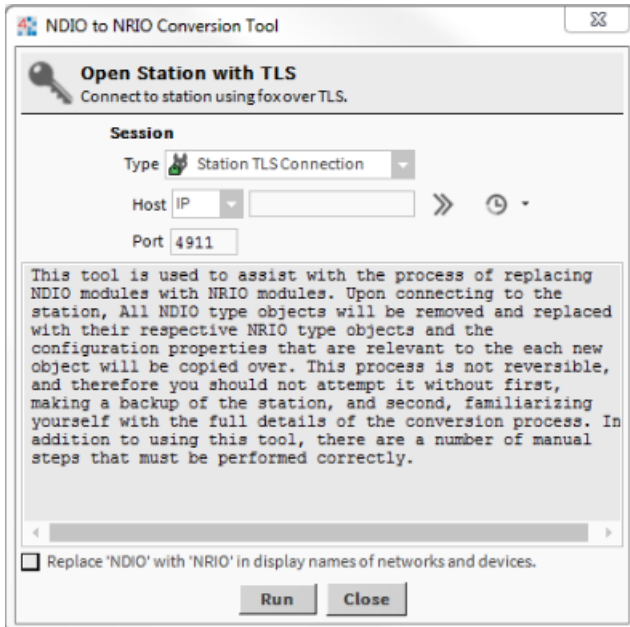 NDIO to NRIO Conversion Tool
Open Station with TLS
Connect to station using foxover TLS.
Session
Type Station TLS Connection
Host IP
Port 4911
This tool is used to assist with the process of replacing
NDIO modules with NRIO modules. Upon connecting to the
station, All NDIO type objects will be removed and replaced
with their respective NRIO type objects and the
configuration properties that are relevant to the each new
object will be copied over. This process is not reversible,
and therefore you should not attempt it without first,
making a backup of the station, and second, familiarizing
yourself with the full details of the conversion process. In
addition to using this tool, there are a number of manual
steps that must be performed correctly.
Replace 'NDIO' with 'NRIO' in display names of networks and devices.
Run Close